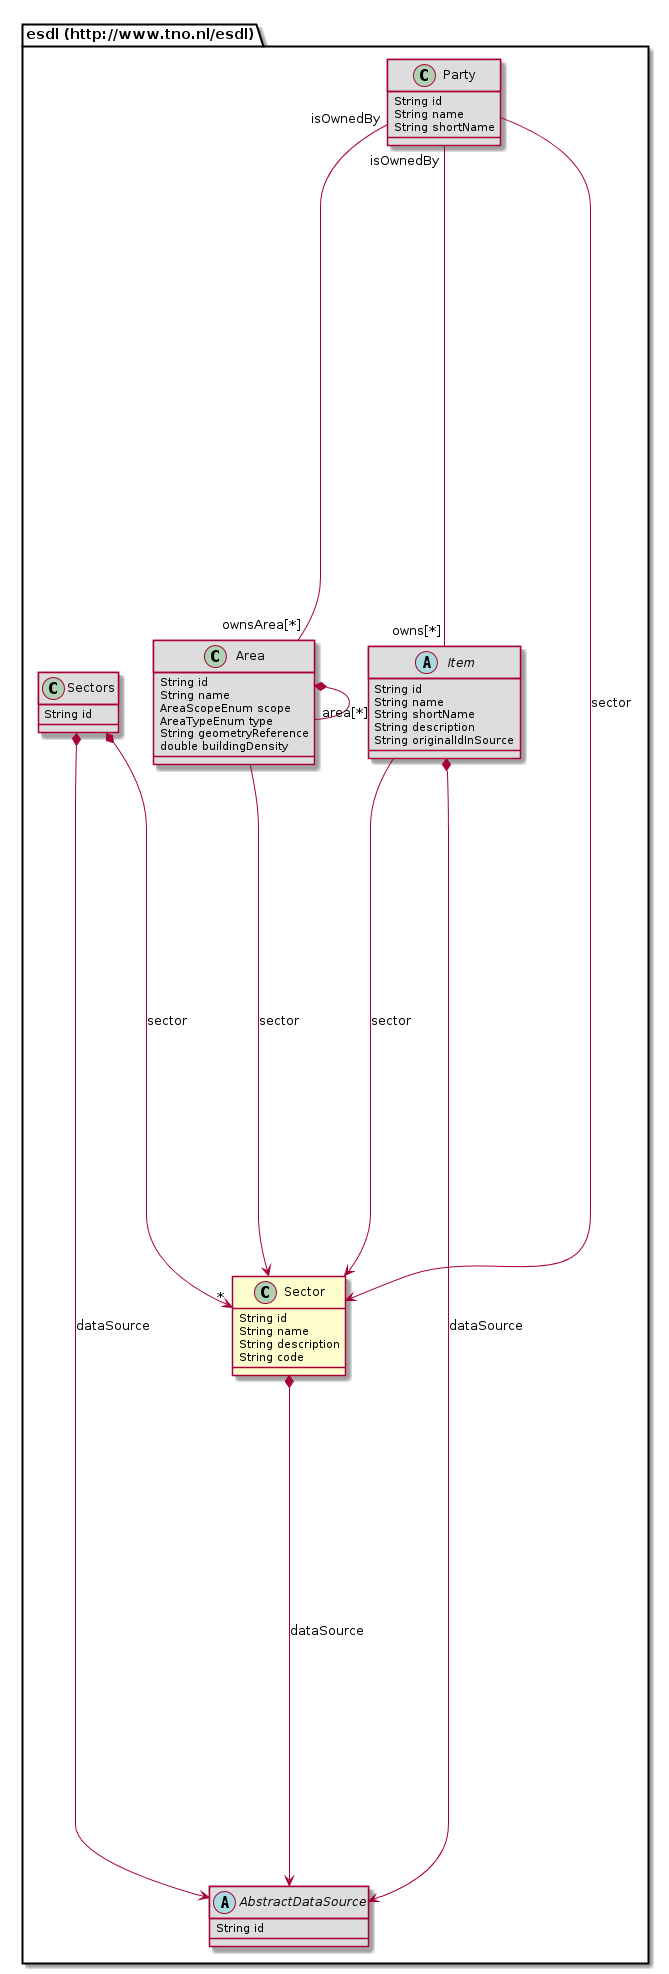 esdl (http://www.tno.nl/esdl)
C Party
String id
String name
String shortName
isOwnedBy
isOwnedBy
ownsArea[*]
owns[*]
C Area
String id
String name
AreaScopeEnum scope
AreaTypeEnum type
String geometryReference
double buildingDensity
area[*]
A Item
String id
String name
String shortName
String description
String originalIdInSource
C Sectors
String id
sector
sector
sector
sector
*
C Sector
String id
String name
String description
String code
dataSource
dataSource
dataSource
A AbstractDataSource
String id